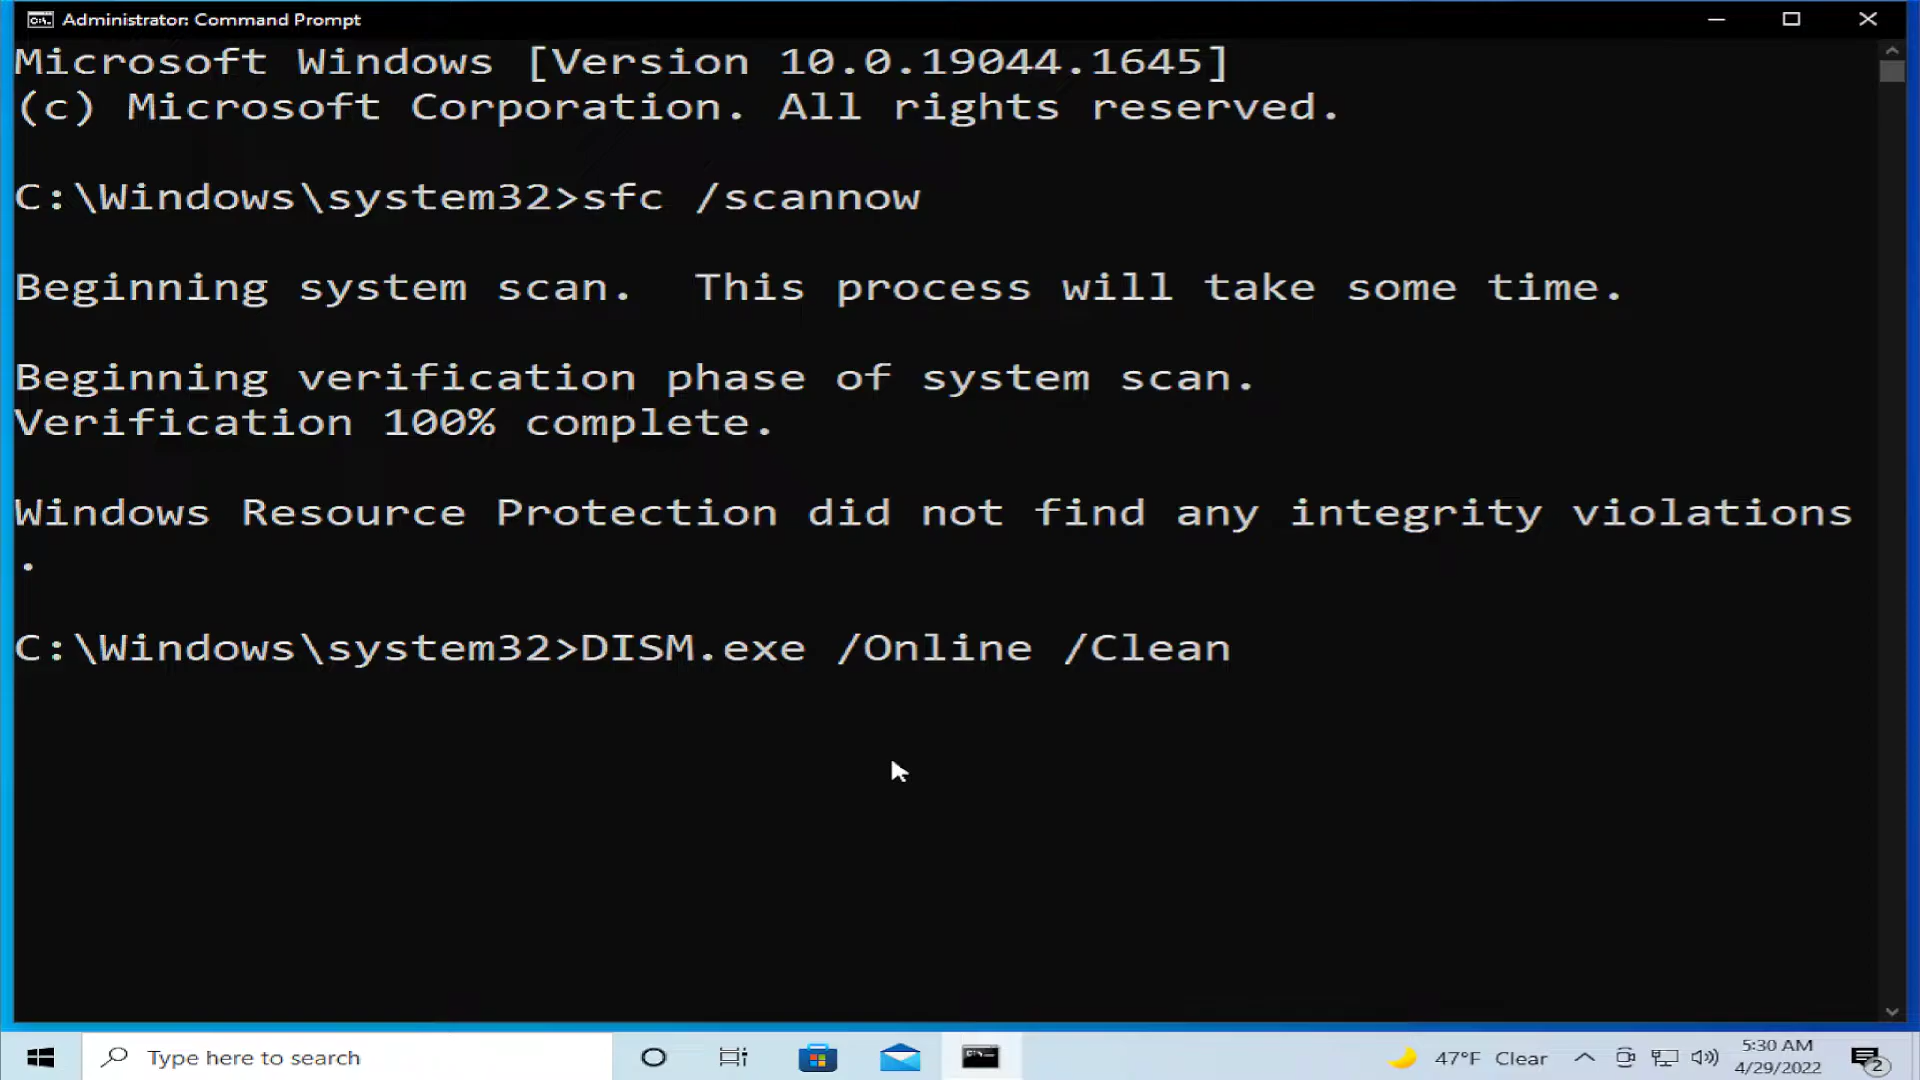 Administrator: Command Prompt
Microsoft Windows [Version 10.0.19044.1645]
(c) Microsoft Corporation. All rights reserved.
C:\Windows\system32>sfc /scannow
Beginning system scan.  This process will take some time.
Beginning verification phase of system scan.
Verification 100% complete.
Windows Resource Protection did not find any integrity violations
.
C:\Windows\system32>DISM.exe /Online /Clean
Type here to search
47°F Clear
5:30 AM
4/29/2022
2